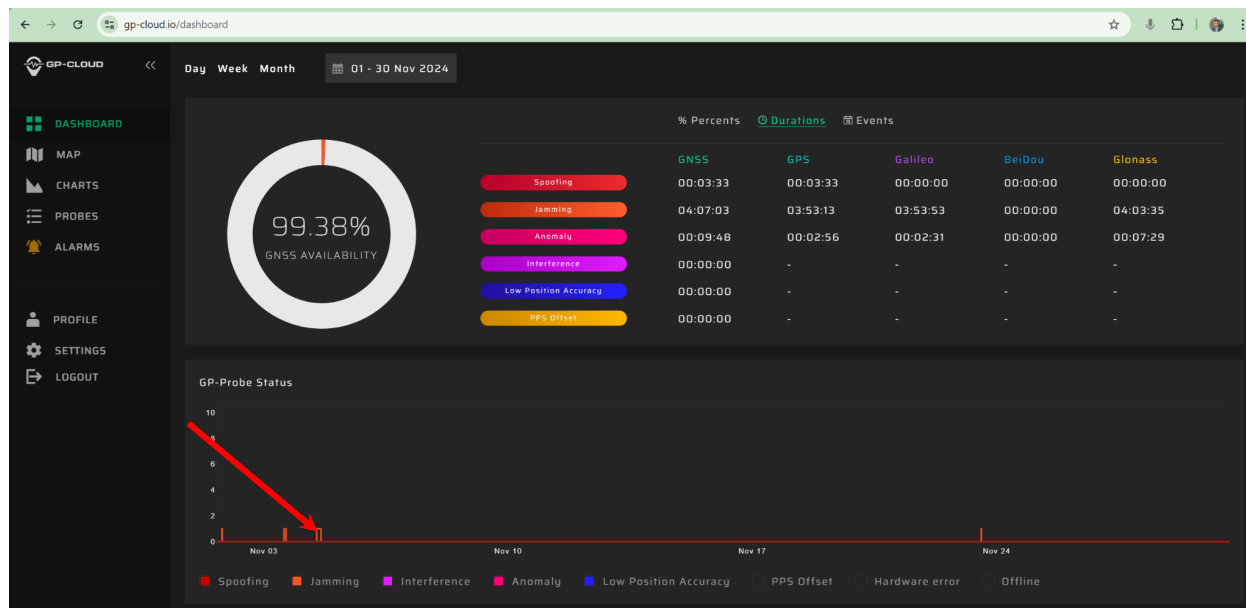 gp-cloud.io/dashboard
GP-CLOUD
Day Week Month 01 - 30 Nov 2024
DASHBOARD
MAP
CHARTS
PROBES
ALARMS
PROFILE
SETTINGS
LOGOUT
99.38%
GNSS AVAILABILITY
% Percents Durations Events
GNSS GPS Galileo BeiDou Glonass
Spoofing 00:03:33 00:03:33 00:00:00 00:00:00 00:00:00
Jamming 04:07:03 03:53:13 03:53:53 00:00:00 04:03:35
Anomaly 00:09:48 00:02:56 00:02:31 00:00:00 00:07:29
Interference 00:00:00 - - - -
Low Position Accuracy 00:00:00 - - - -
PPS Offset 00:00:00 - - - -
GP-Probe Status
10
8
6
4
2
0
Nov 03 Nov 10 Nov 17 Nov 24
Spoofing Jamming Interference Anomaly Low Position Accuracy PPS Offset Hardware error Offline